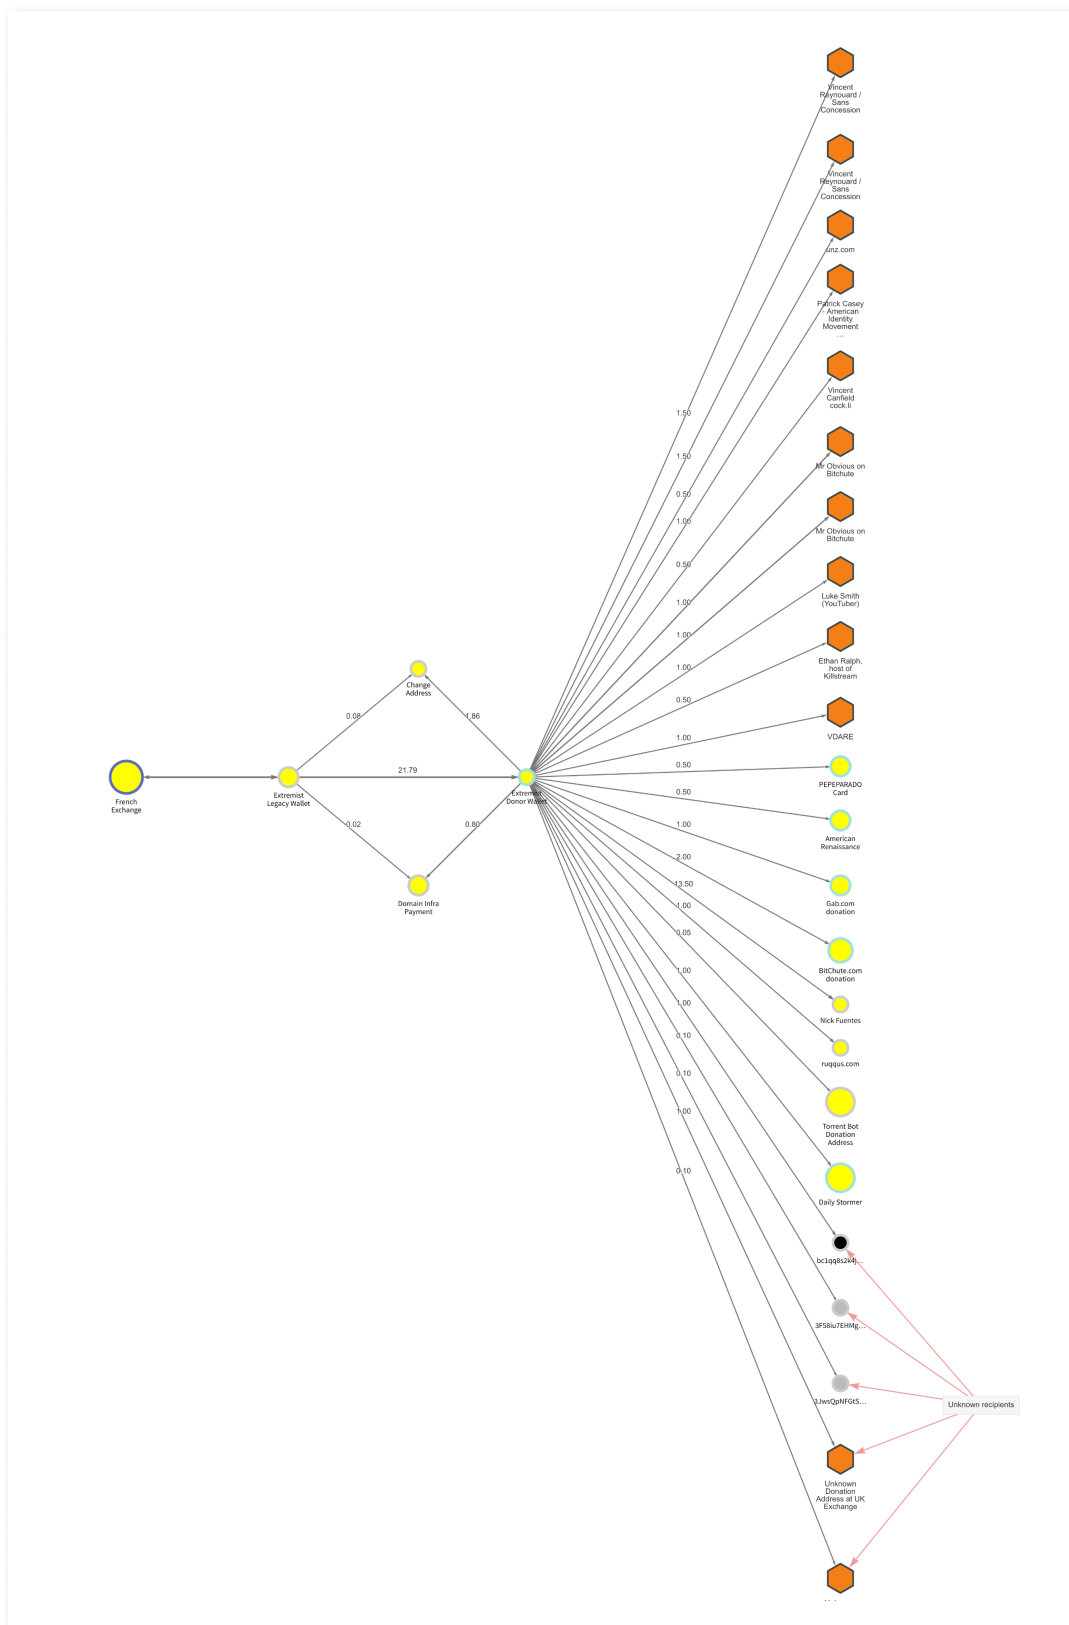 Vincent
Reynouard /
Sans
Concession
Vincent
Reynouard /
Sans
Concession
unz.com
Patrick Casey
- American
Identity
Movement
...
Vincent
Canfield
cock.li
1.50
Mr Obvious on
Bitchute
1.50
0.50
1.00
Mr Obvious on
Bitchute
0.50
Luke Smith
(YouTuber)
1.00
1.00
1.00
Ethan Ralph,
host of
Killstream
0.50
Change
Address
0.08
1.86
1.00
VDARE
0.50
21.79
French
Exchange
Extremist
Legacy Wallet
Extremist
Donor Wallet
PEPEPARADO
Card
0.50
1.00
0.02
0.80
American
Renaissance
2.00
13.50
1.00
Domain Infra
Payment
Gab.com
donation
0.05
1.00
BitChute.com
donation
1.00
Nick Fuentes
0.10
ruqqus.com
0.10
1.00
Torrent Bot
Donation
Address
0.10
Daily Stormer
bc1qq8s2k4j...
3F58iu7EHMg...
3JwsQpNFGtS...
Unknown recipients
Unknown
Donation
Address at UK
Exchange